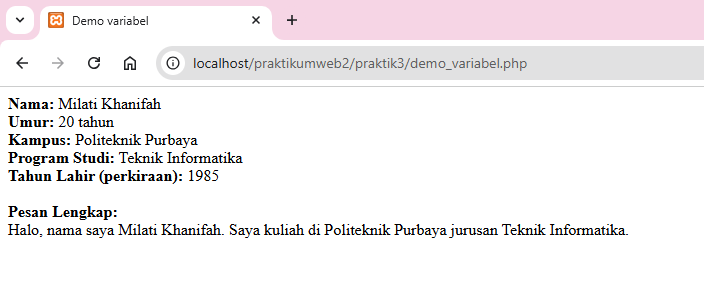 Demo variabel
localhost/praktikumweb2/praktik3/demo_variabel.php
Nama: Milati Khanifah
Umur: 20 tahun
Kampus: Politeknik Purbaya
Program Studi: Teknik Informatika
Tahun Lahir (perkiraan): 1985
Pesan Lengkap:
Halo, nama saya Milati Khanifah. Saya kuliah di Politeknik Purbaya jurusan Teknik Informatika.